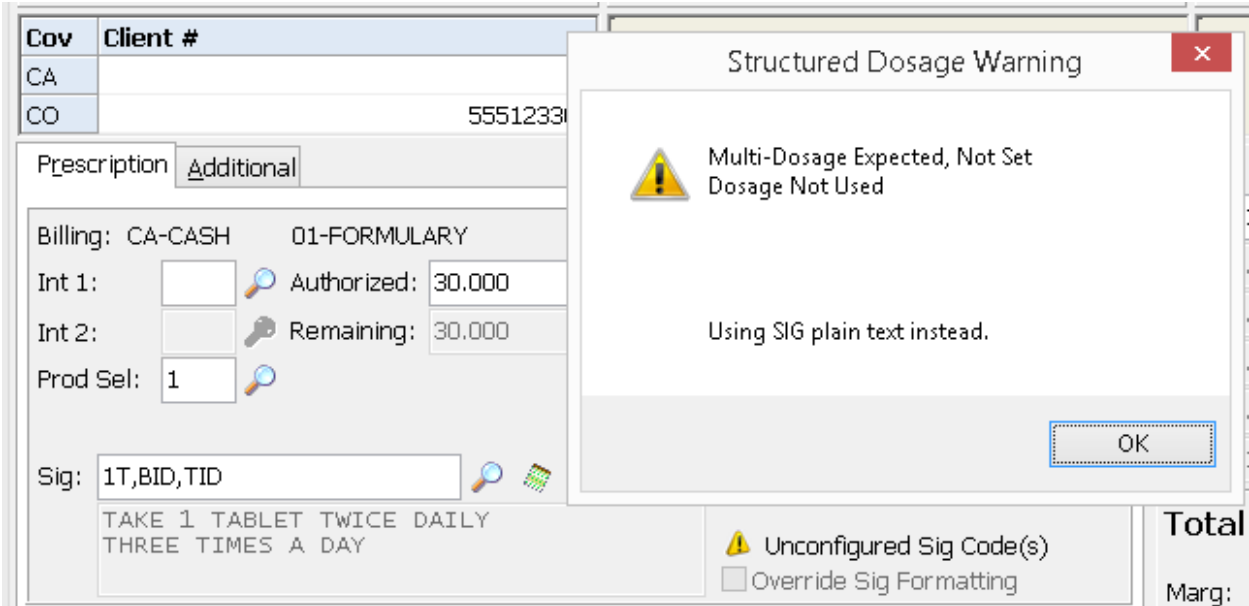 Cov Client #
CA
CO 5551233
Structured Dosage Warning
Multi-Dosage Expected, Not Set
Dosage Not Used
Using SIG plain text instead.
OK
Prescription Additional
Billing: CA-CASH 01-FORMULARY
Int 1: Authorized: 30.000
Int 2: Remaining: 30.000
Prod Sel: 1
Sig: 1T,BID,TID
TAKE 1 TABLET TWICE DAILY
THREE TIMES A DAY
Unconfigured Sig Code(s)
Override Sig Formatting
Total
Marg: